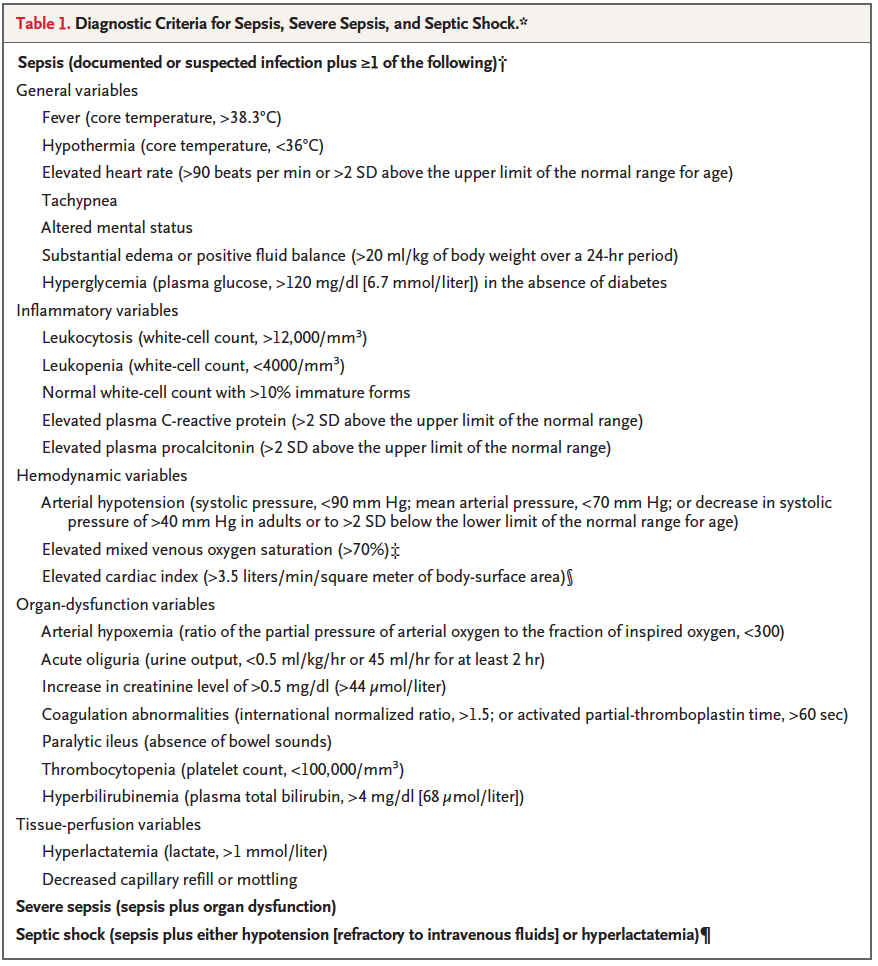 Table 1. Diagnostic Criteria for Sepsis, Severe Sepsis, and Septic Shock.*
Sepsis (documented or suspected infection plus ≥1 of the following)†
General variables
Fever (core temperature, >38.3°C)
Hypothermia (core temperature, <36°C)
Elevated heart rate (>90 beats per min or >2 SD above the upper limit of the normal range for age)
Tachypnea
Altered mental status
Substantial edema or positive fluid balance (>20 ml/kg of body weight over a 24-hr period)
Hyperglycemia (plasma glucose, >120 mg/dl [6.7 mmol/liter]) in the absence of diabetes
Inflammatory variables
Leukocytosis (white-cell count, >12,000/mm³)
Leukopenia (white-cell count, <4000/mm³)
Normal white-cell count with >10% immature forms
Elevated plasma C-reactive protein (>2 SD above the upper limit of the normal range)
Elevated plasma procalcitonin (>2 SD above the upper limit of the normal range)
Hemodynamic variables
Arterial hypotension (systolic pressure, <90 mm Hg; mean arterial pressure, <70 mm Hg; or decrease in systolic
pressure of >40 mm Hg in adults or to >2 SD below the lower limit of the normal range for age)
Elevated mixed venous oxygen saturation (>70%)‡
Elevated cardiac index (>3.5 liters/min/square meter of body-surface area)§
Organ-dysfunction variables
Arterial hypoxemia (ratio of the partial pressure of arterial oxygen to the fraction of inspired oxygen, <300)
Acute oliguria (urine output, <0.5 ml/kg/hr or 45 ml/hr for at least 2 hr)
Increase in creatinine level of >0.5 mg/dl (>44 μmol/liter)
Coagulation abnormalities (international normalized ratio, >1.5; or activated partial-thromboplastin time, >60 sec)
Paralytic ileus (absence of bowel sounds)
Thrombocytopenia (platelet count, <100,000/mm³)
Hyperbilirubinemia (plasma total bilirubin, >4 mg/dl [68 μmol/liter])
Tissue-perfusion variables
Hyperlactatemia (lactate, >1 mmol/liter)
Decreased capillary refill or mottling
Severe sepsis (sepsis plus organ dysfunction)
Septic shock (sepsis plus either hypotension [refractory to intravenous fluids] or hyperlactatemia)¶